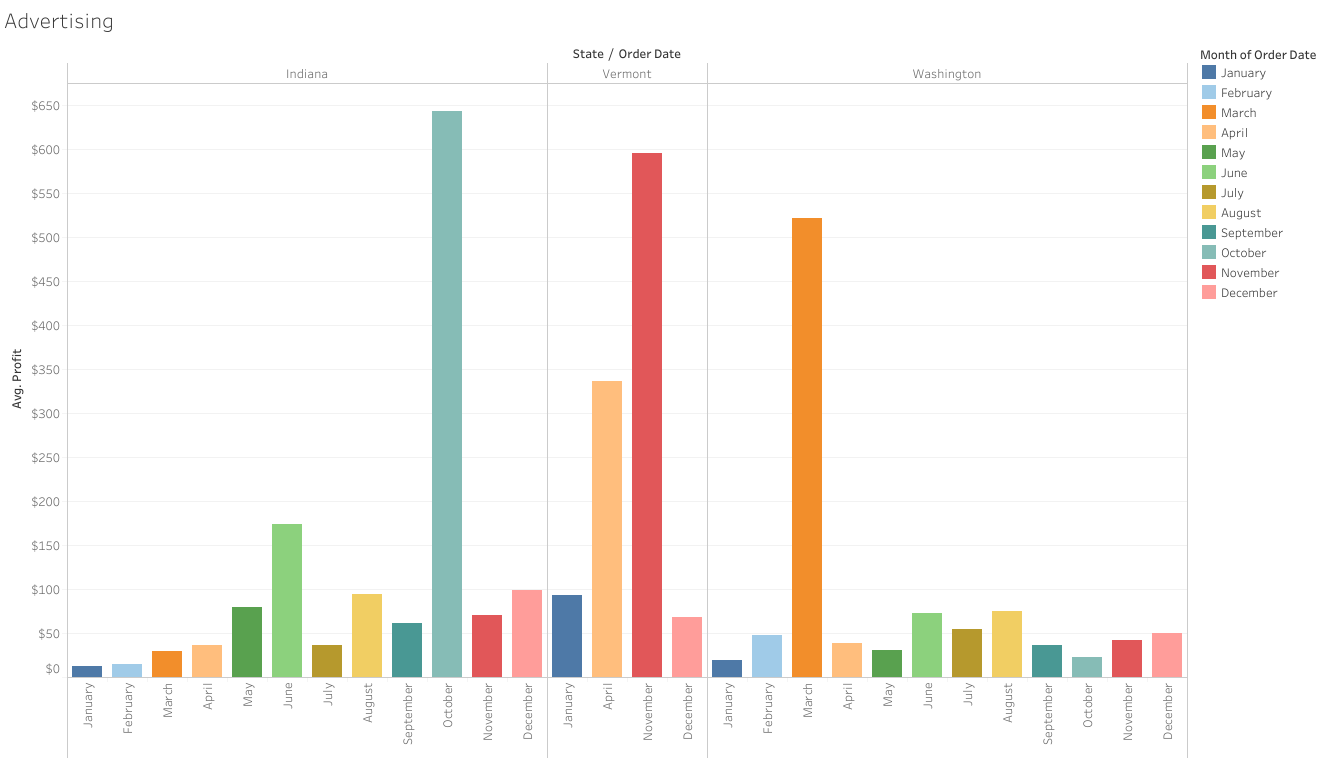 Advertising
State / Order Date
Indiana
Vermont
Washington
Avg. Profit
$650
$600
$550
$500
$450
$400
$350
$300
$250
$200
$150
$100
$50
$0
January
February
March
April
May
June
July
August
September
October
November
December
January
April
November
December
January
February
March
April
May
June
July
August
September
October
November
December
Month of Order Date
January
February
March
April
May
June
July
August
September
October
November
December